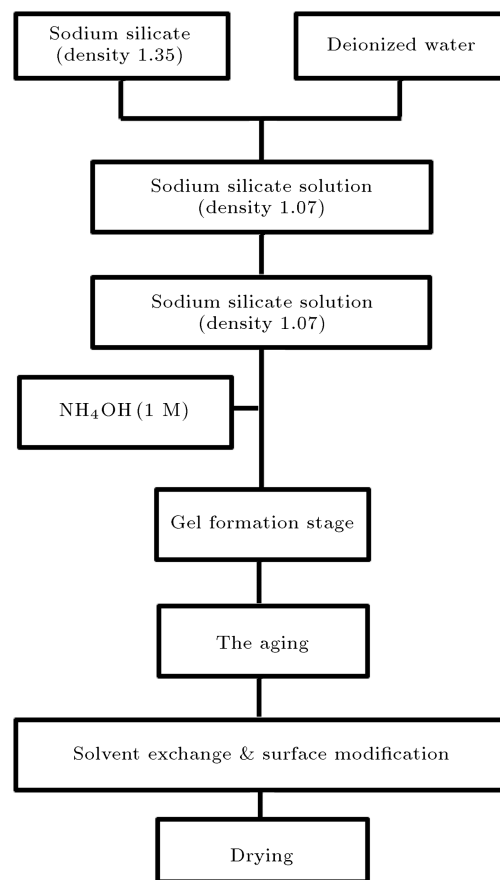 Sodium silicate
(density 1.35)
Deionized water
Sodium silicate solution
(density 1.07)
Sodium silicate solution
(density 1.07)
NH₄OH (1 M)
Gel formation stage
The aging
Solvent exchange & surface modification
Drying